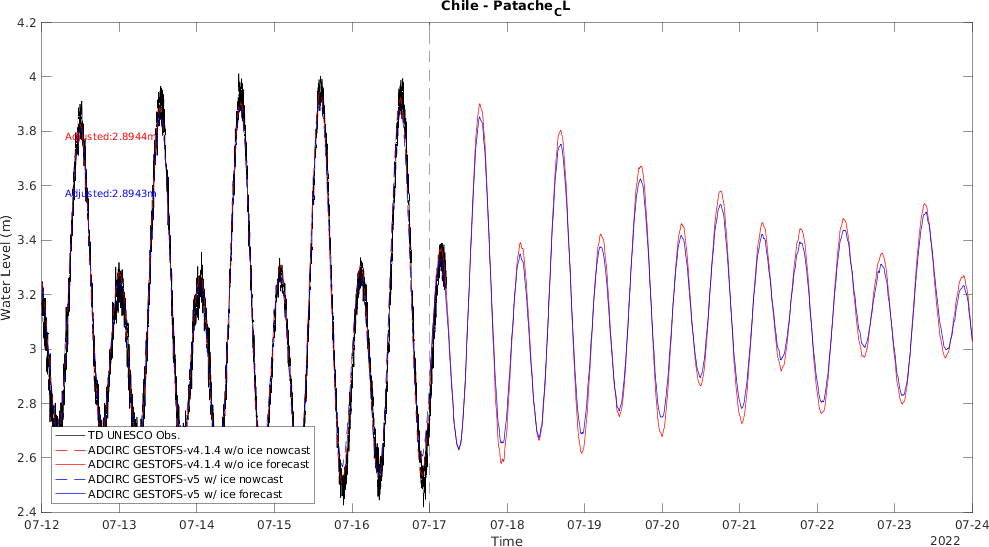 Chile - Patache_CL
4.2
4
3.8
3.6
3.4
3.2
3
2.8
2.6
2.4
Water Level (m)
Adjusted:2.8944m
Adjusted:2.8943m
TD UNESCO Obs.
ADCIRC GESTOFS-v4.1.4 w/o ice nowcast
ADCIRC GESTOFS-v4.1.4 w/o ice forecast
ADCIRC GESTOFS-v5 w/ ice nowcast
ADCIRC GESTOFS-v5 w/ ice forecast
07-12 07-13 07-14 07-15 07-16 07-17 07-18 07-19 07-20 07-21 07-22 07-23 07-24
Time
2022